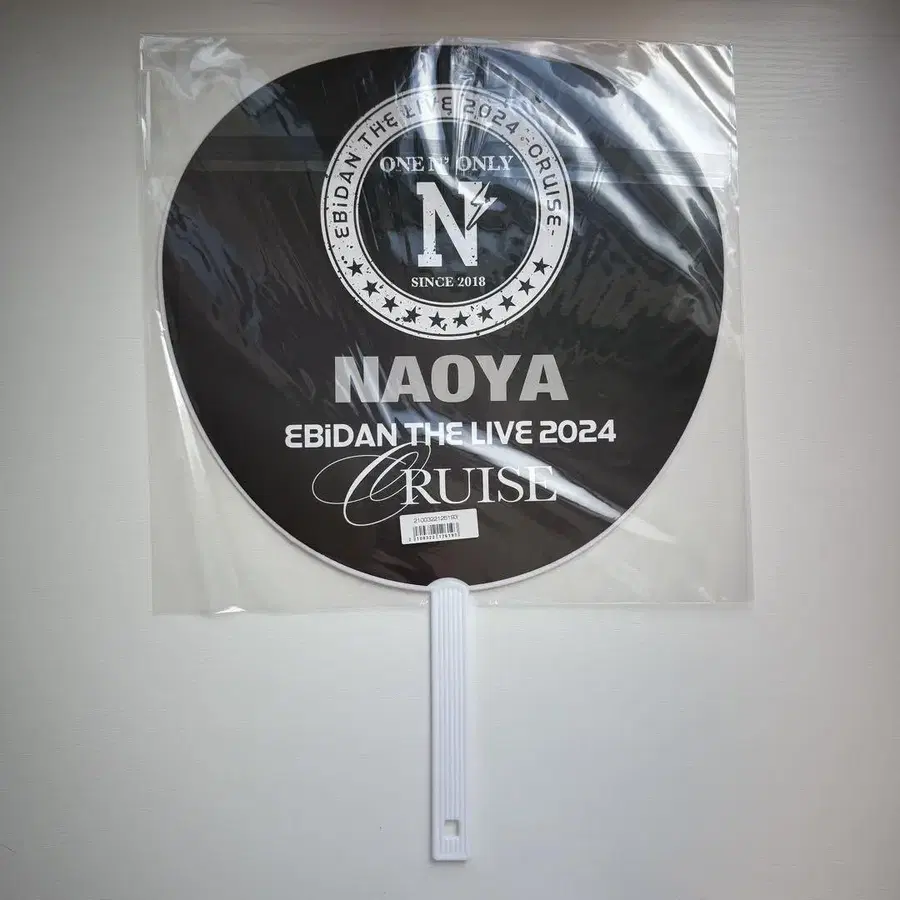 EBiDAN THE LIVE 2024 -CRUISE-
ONE N' ONLY
N
SINCE 2018
NAOYA
EBiDAN THE LIVE 2024
CRUISE